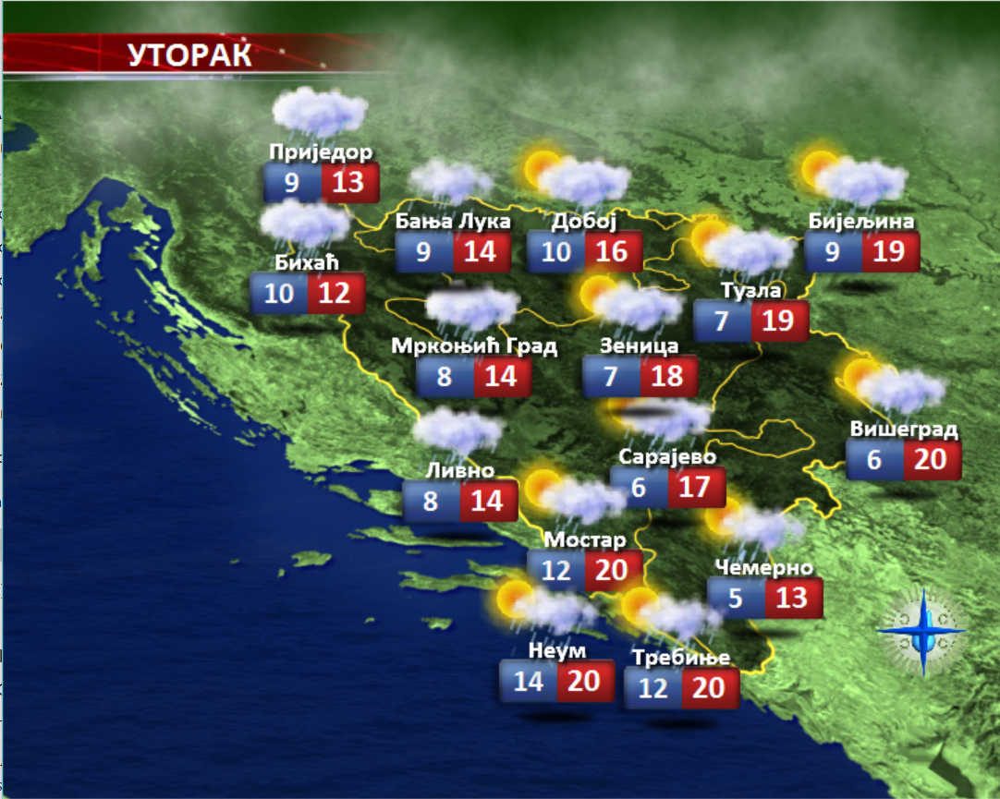 УТОРАК
Приједор
9 13
Бања Лука
9 14
Добој
10 16
Бијељина
9 19
Бихаћ
10 12
Тузла
7 19
Мркоњић Град
8 14
Зеница
7 18
Вишеград
6 20
Сарајево
6 17
Ливно
8 14
Мостар
12 20
Чемерно
5 13
Неум
14 20
Требиње
12 20